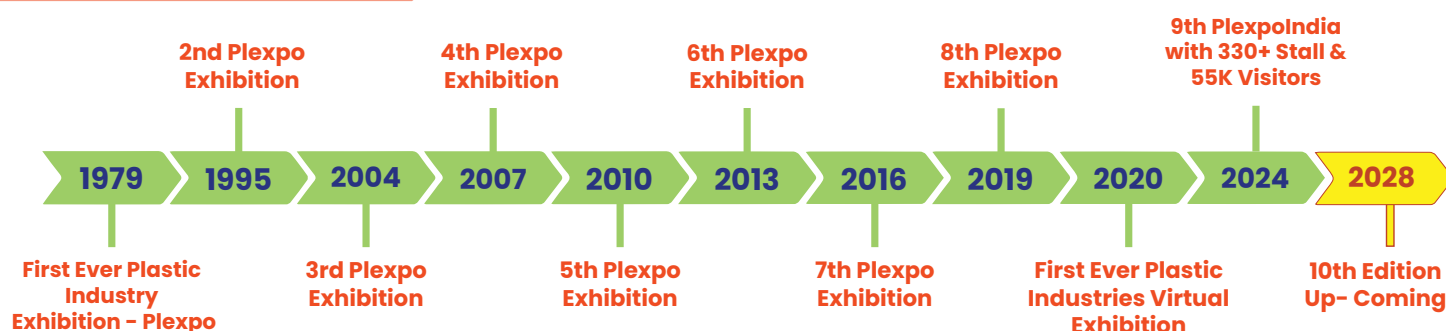 2nd Plexpo
Exhibition
4th Plexpo
Exhibition
6th Plexpo
Exhibition
8th Plexpo
Exhibition
9th PlexpoIndia
with 330+ Stall &
55K Visitors
1979
1995
2004
2007
2010
2013
2016
2019
2020
2024
2028
First Ever Plastic
Industry
Exhibition - Plexpo
3rd Plexpo
Exhibition
5th Plexpo
Exhibition
7th Plexpo
Exhibition
First Ever Plastic
Industries Virtual
Exhibition
10th Edition
Up- Coming